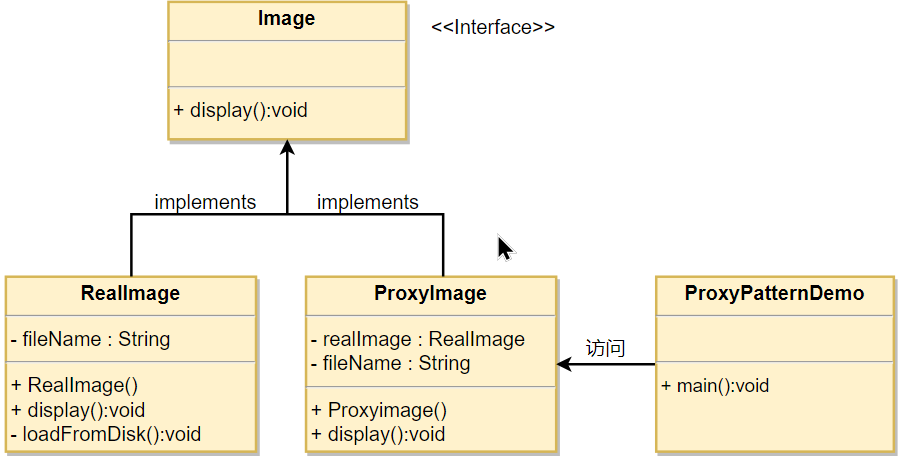 Image
<<Interface>>
+ display():void
implements
implements
RealImage
- fileName : String
+ RealImage()
+ display():void
- loadFromDisk():void
ProxyImage
- realImage : RealImage
- fileName : String
+ Proxyimage()
+ display():void
访问
ProxyPatternDemo
+ main():void